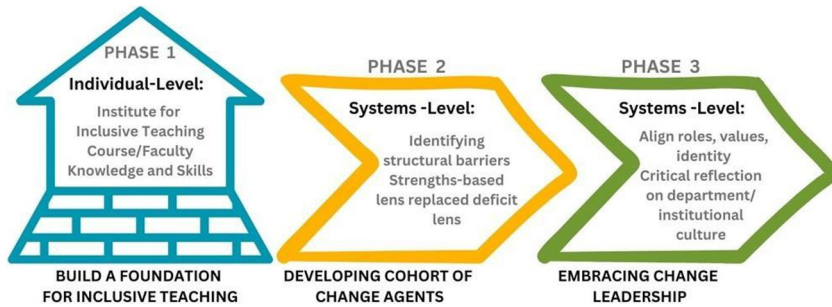 PHASE 1
Individual-Level:
Institute for
Inclusive Teaching
Course/Faculty
Knowledge and Skills
BUILD A FOUNDATION
FOR INCLUSIVE TEACHING
PHASE 2
Systems -Level:
Identifying
structural barriers
Strengths-based
lens replaced deficit
lens
DEVELOPING COHORT OF
CHANGE AGENTS
PHASE 3
Systems -Level:
Align roles, values,
identity
Critical reflection
on department/
institutional
culture
EMBRACING CHANGE
LEADERSHIP